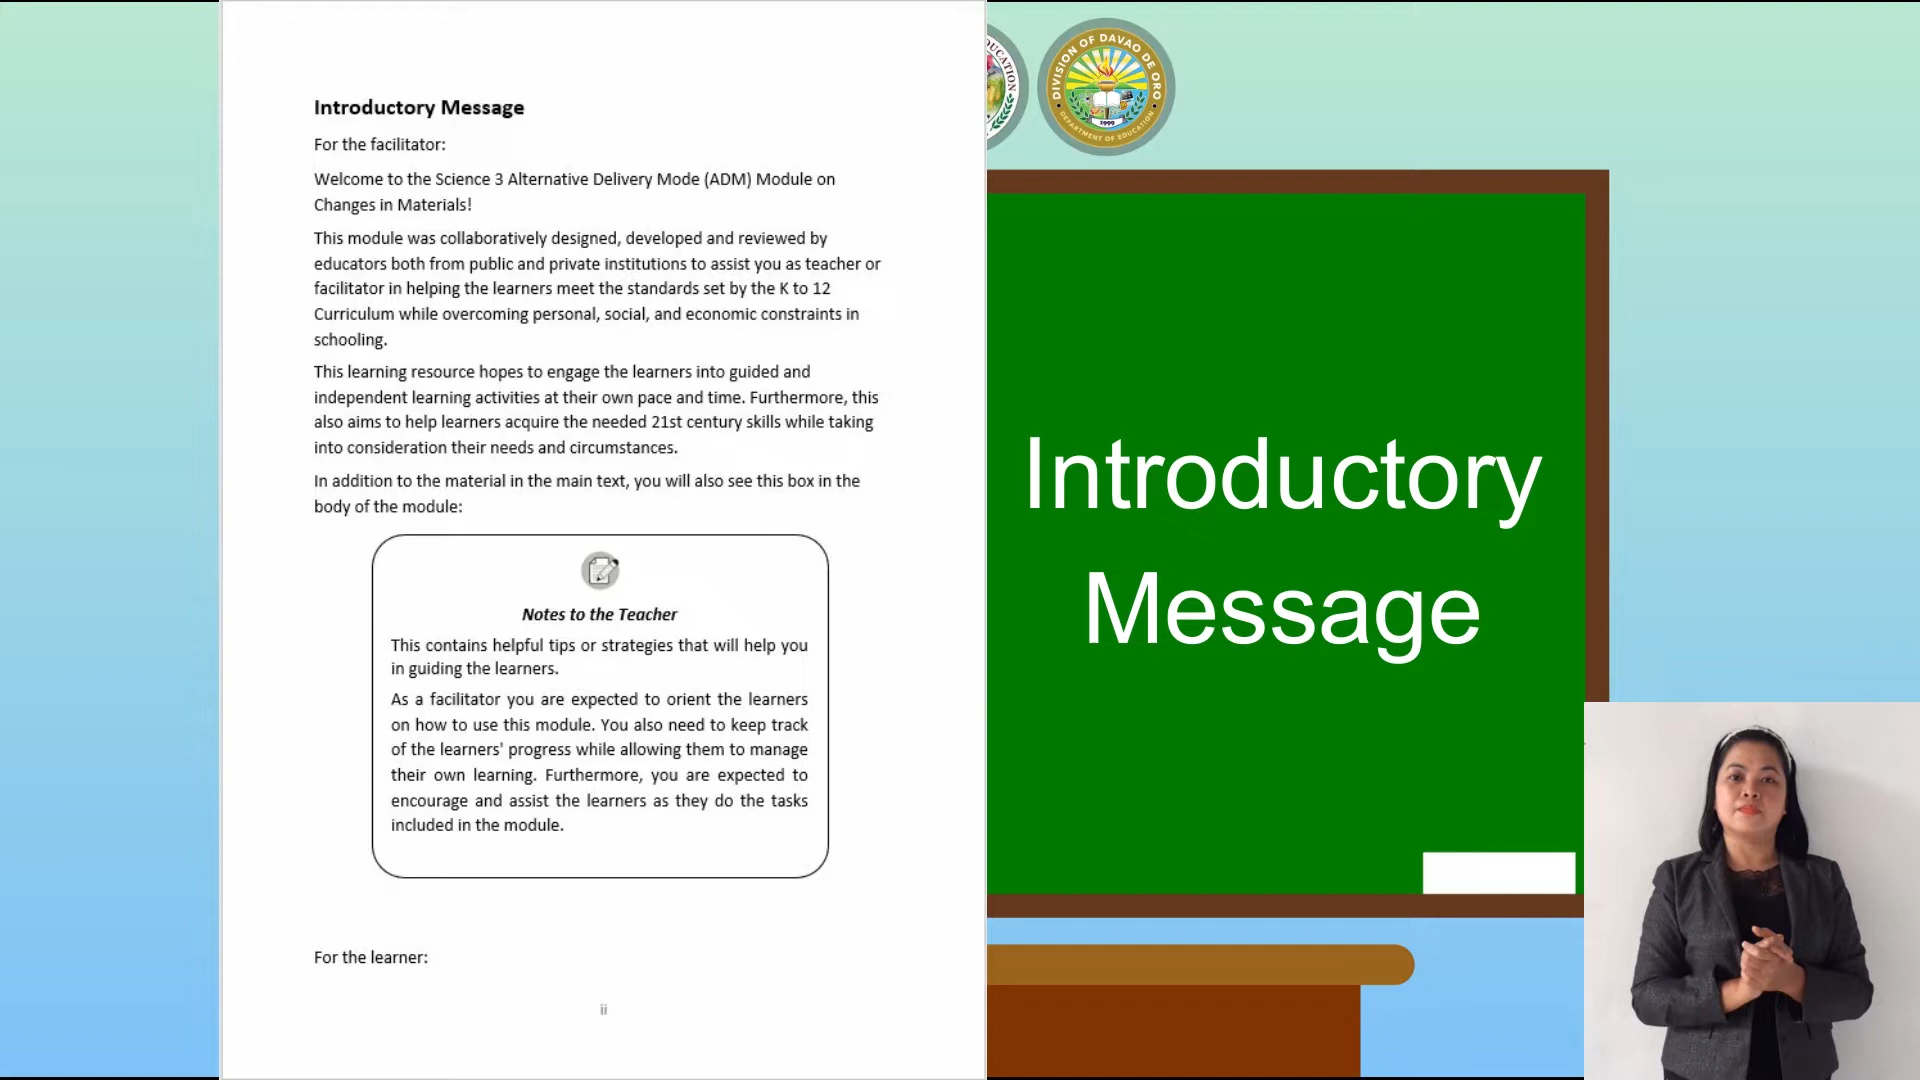 Introductory Message
For the facilitator:
Welcome to the Science 3 Alternative Delivery Mode (ADM) Module on
Changes in Materials!
This module was collaboratively designed, developed and reviewed by
educators both from public and private institutions to assist you as teacher or
facilitator in helping the learners meet the standards set by the K to 12
Curriculum while overcoming personal, social, and economic constraints in
schooling.
This learning resource hopes to engage the learners into guided and
independent learning activities at their own pace and time. Furthermore, this
also aims to help learners acquire the needed 21st century skills while taking
into consideration their needs and circumstances.
In addition to the material in the main text, you will also see this box in the
body of the module:
Notes to the Teacher
This contains helpful tips or strategies that will help you
in guiding the learners.
As a facilitator you are expected to orient the learners
on how to use this module. You also need to keep track
of the learners' progress while allowing them to manage
their own learning. Furthermore, you are expected to
encourage and assist the learners as they do the tasks
included in the module.
For the learner:
ii
DIVISION OF DAVAO DE ORO
1999
DEPARTMENT OF EDUCATION
Introductory
Message